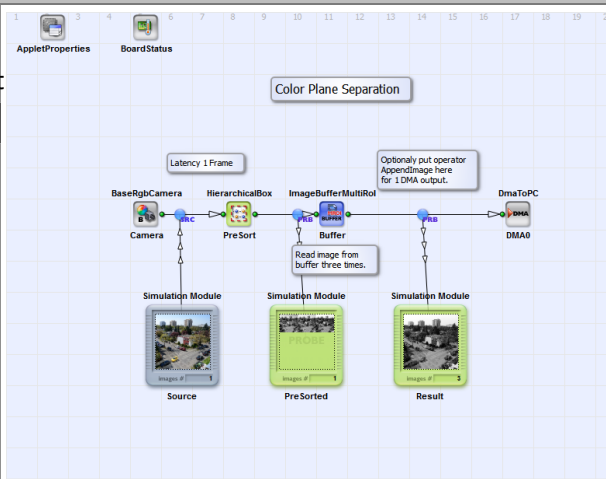 1 3 4 6 7 8 9 10 11 12 13 14 15 16 17 18 19
AppletProperties BoardStatus
Color Plane Separation
Latency 1 Frame
Optionaly put operator
AppendImage here
for 1 DMA output.
BaseRgbCamera HierarchicalBox ImageBufferMultiRoI DmaToPC
SRC PRB BUFFER PRB DMA
Camera PreSort Buffer DMA0
Read image from
buffer three times.
Simulation Module Simulation Module Simulation Module
PROBE
Images # 1 Images # 1 Images # 3
Source PreSorted Result